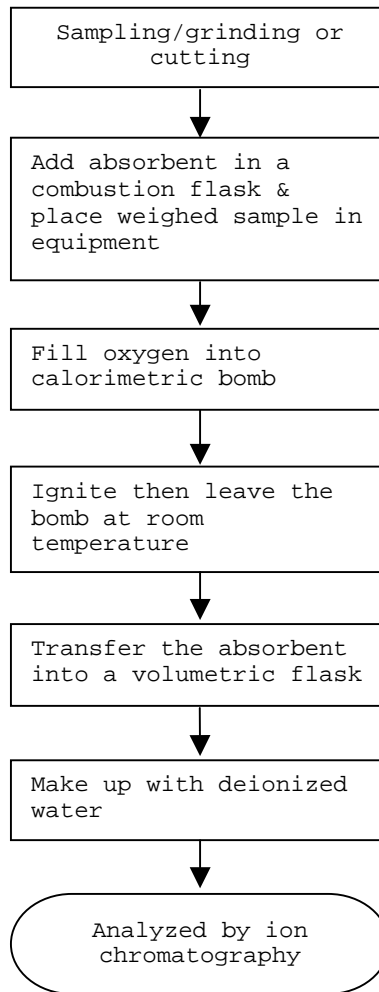 Sampling/grinding or
cutting
Add absorbent in a
combustion flask &
place weighed sample in
equipment
Fill oxygen into
calorimetric bomb
Ignite then leave the
bomb at room
temperature
Transfer the absorbent
into a volumetric flask
Make up with deionized
water
Analyzed by ion
chromatography